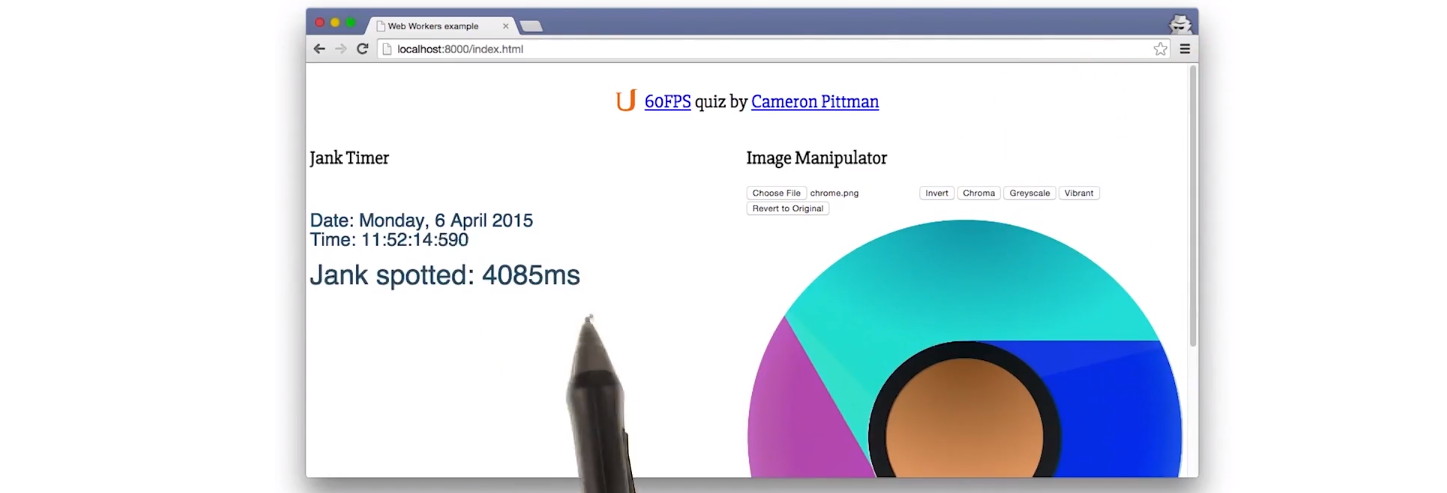 Web Workers example
localhost:8000/index.html
60FPS quiz by Cameron Pittman
Jank Timer
Date: Monday, 6 April 2015
Time: 11:52:14:590
Jank spotted: 4085ms
Image Manipulator
Choose File chrome.png Invert Chroma Greyscale Vibrant
Revert to Original